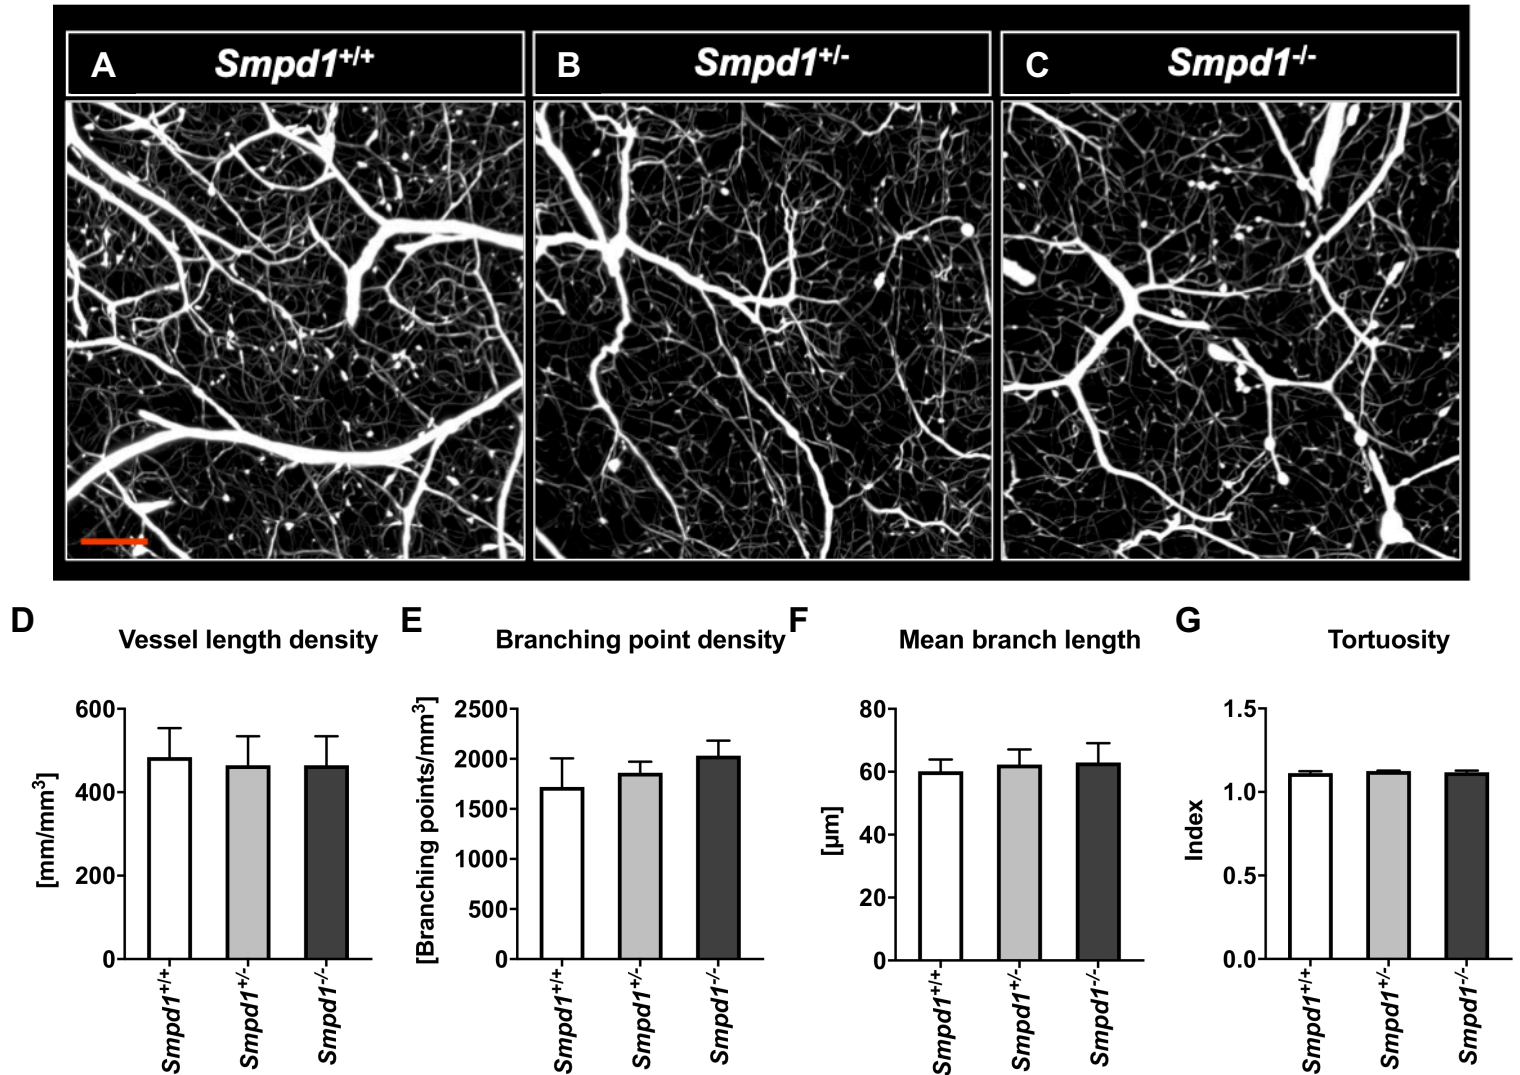 A Smpd1+/+
B Smpd1+/-
C Smpd1-/-
D Vessel length density
[mm/mm3]
600
400
200
0
Smpd1+/+
Smpd1+/-
Smpd1-/-
E Branching point density
[Branching points/mm3]
2500
2000
1500
1000
500
0
Smpd1+/+
Smpd1+/-
Smpd1-/-
F Mean branch length
[µm]
80
60
40
20
0
Smpd1+/+
Smpd1+/-
Smpd1-/-
G Tortuosity
Index
1.5
1.0
0.5
0.0
Smpd1+/+
Smpd1+/-
Smpd1-/-